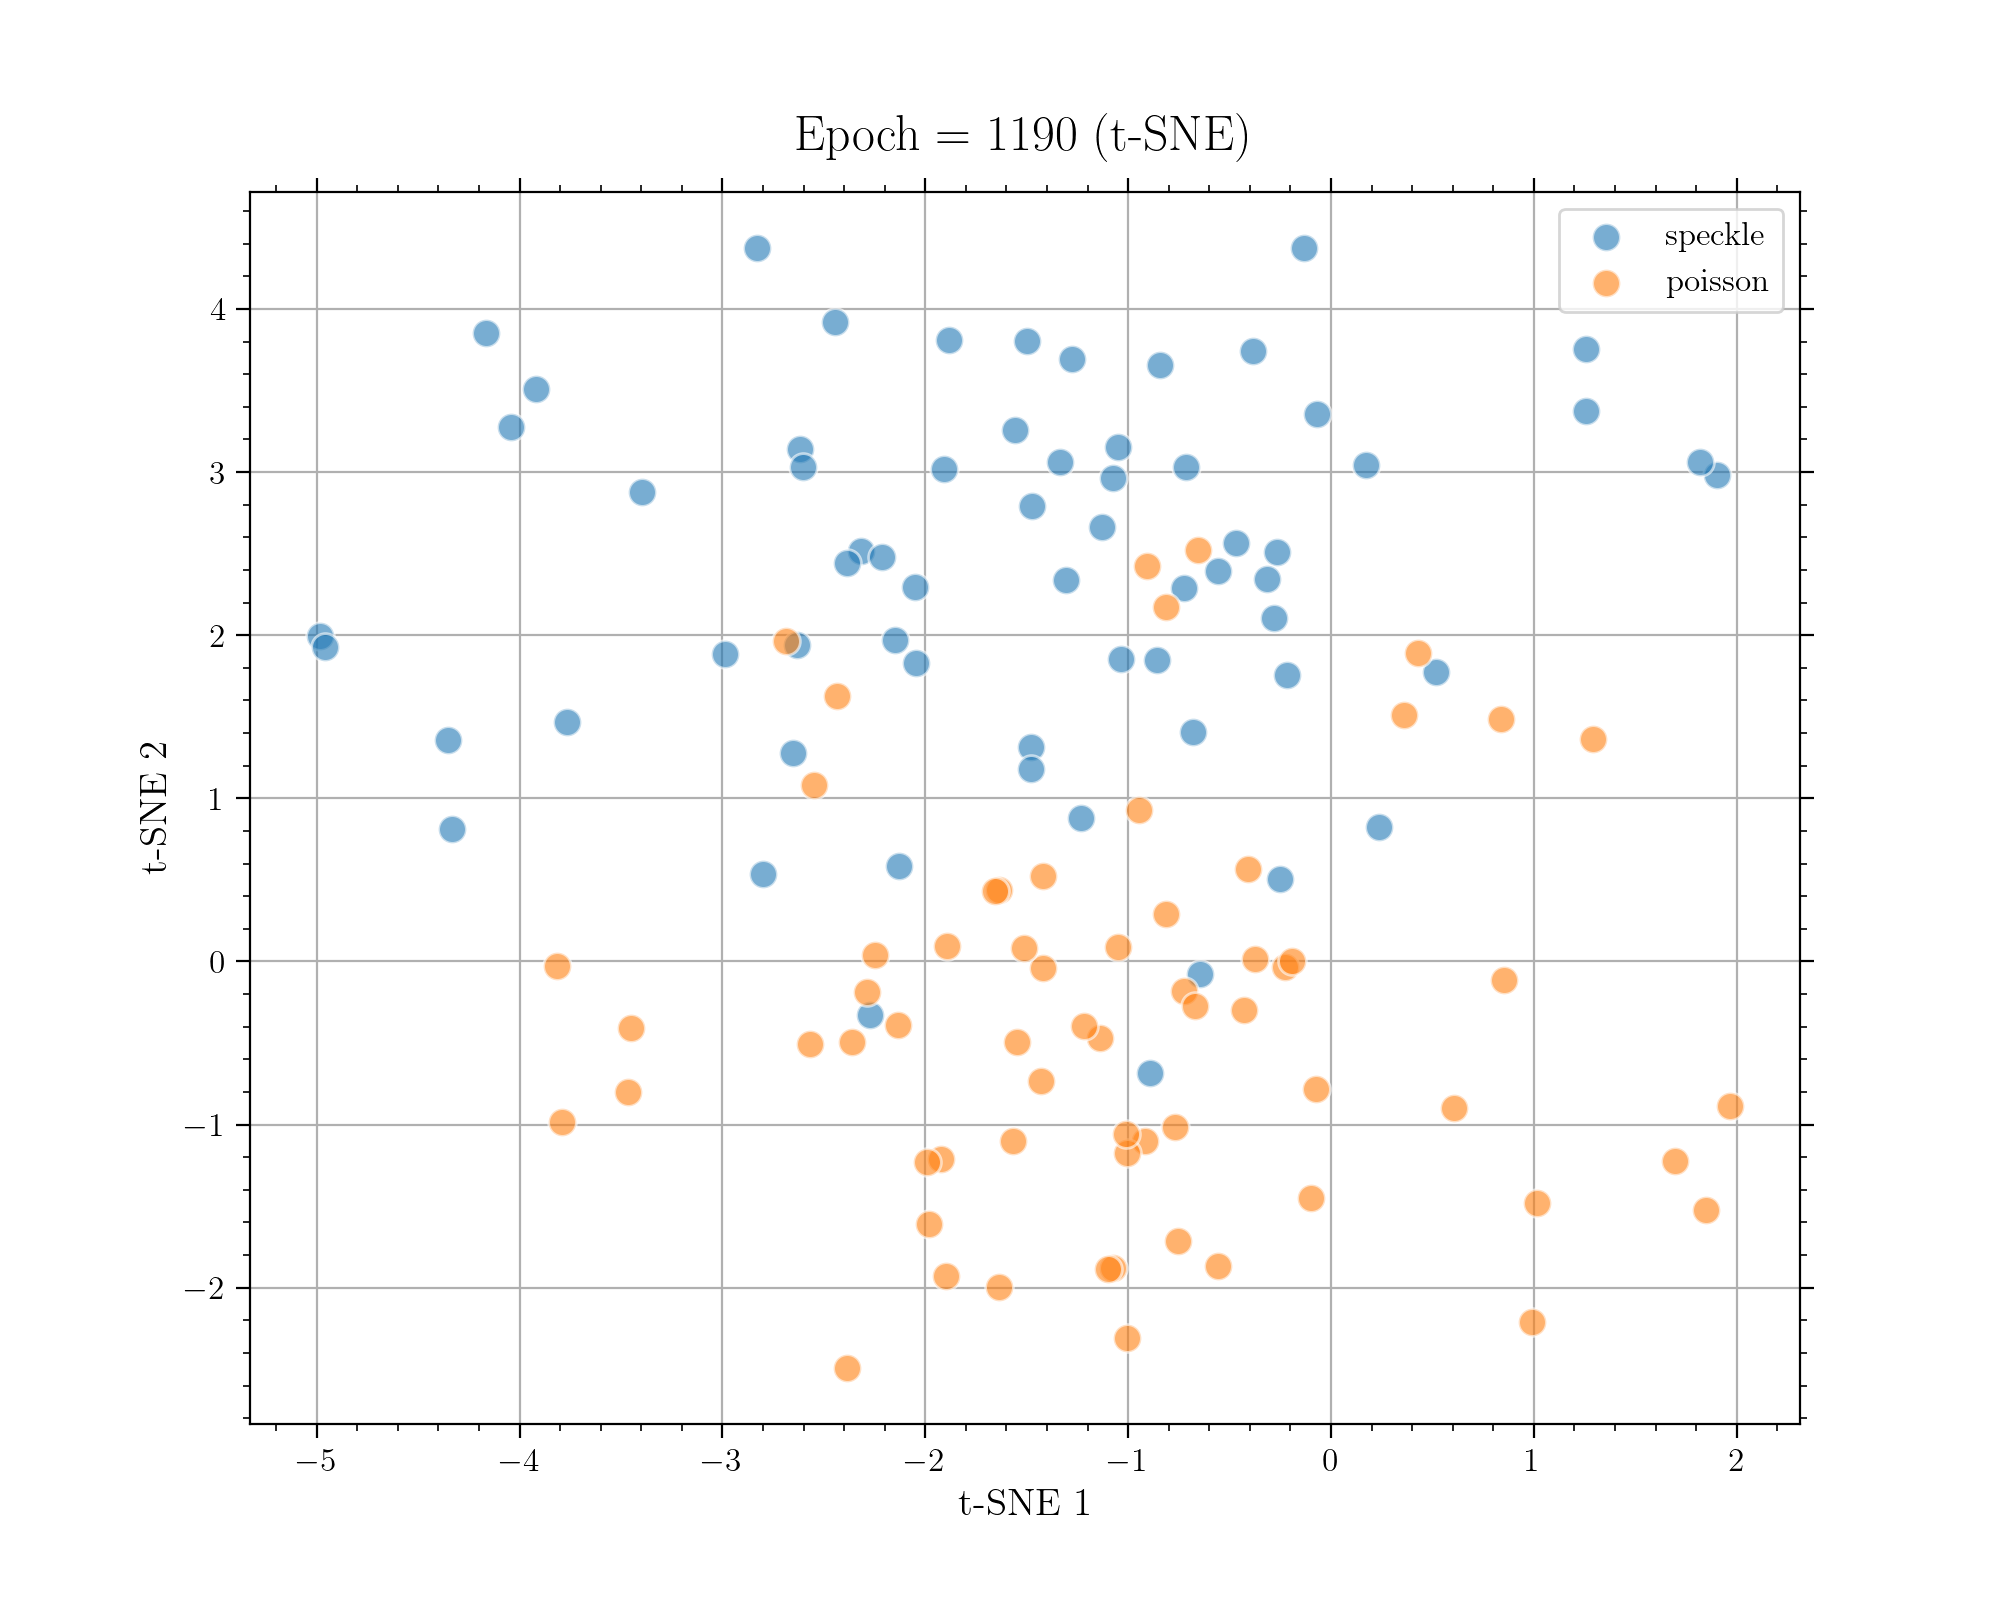 Epoch = 1190 (t-SNE)
speckle
poisson
t-SNE 2
4
3
2
1
0
−1
−2
−5 −4 −3 −2 −1 0 1 2
t-SNE 1